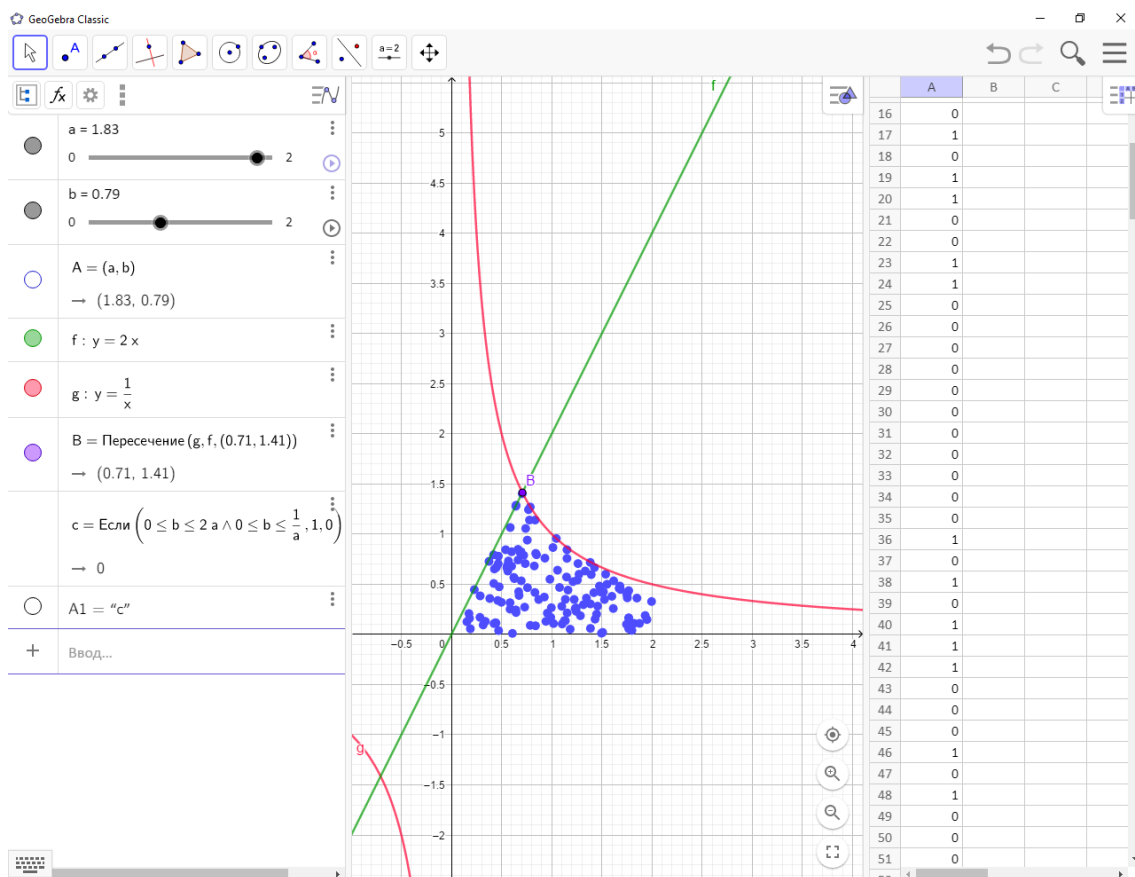 GeoGebra Classic
A
α
a=2
a = 1.83
0
2
b = 0.79
0
2
A = (a, b)
→ (1.83, 0.79)
f : y = 2 x
g : y = 1/x
B = Пересечение (g, f, (0.71, 1.41))
→ (0.71, 1.41)
c = Если (0 ≤ b ≤ 2 a ∧ 0 ≤ b ≤ 1/a , 1, 0)
→ 0
A1 = “c”
+ Ввод...
f
5
4.5
4
3.5
3
2.5
2
1.5
B
1
0.5
−0.5 0 0.5 1 1.5 2 2.5 3 3.5 4
−0.5
−1
g
−1.5
−2
A B C
16 0
17 1
18 0
19 1
20 1
21 0
22 0
23 1
24 1
25 0
26 0
27 0
28 0
29 0
30 0
31 0
32 0
33 0
34 0
35 0
36 1
37 0
38 1
39 0
40 1
41 1
42 1
43 0
44 0
45 0
46 1
47 0
48 1
49 0
50 0
51 0